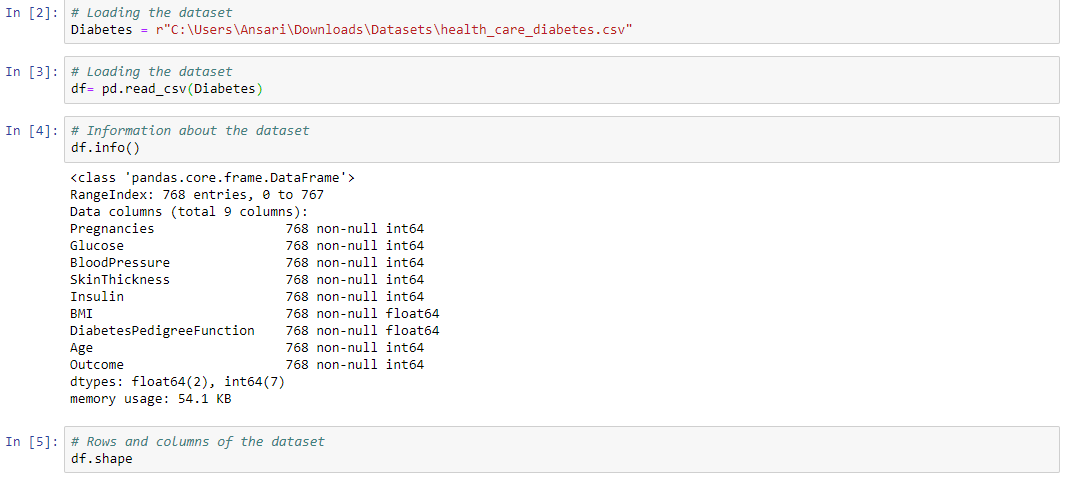 In [2]: # Loading the dataset
Diabetes = r"C:\Users\Ansari\Downloads\Datasets\health_care_diabetes.csv"
In [3]: # Loading the dataset
df= pd.read_csv(Diabetes)
In [4]: # Information about the dataset
df.info()
<class 'pandas.core.frame.DataFrame'>
RangeIndex: 768 entries, 0 to 767
Data columns (total 9 columns):
Pregnancies                 768 non-null int64
Glucose                     768 non-null int64
BloodPressure               768 non-null int64
SkinThickness               768 non-null int64
Insulin                     768 non-null int64
BMI                         768 non-null float64
DiabetesPedigreeFunction    768 non-null float64
Age                         768 non-null int64
Outcome                     768 non-null int64
dtypes: float64(2), int64(7)
memory usage: 54.1 KB
In [5]: # Rows and columns of the dataset
df.shape